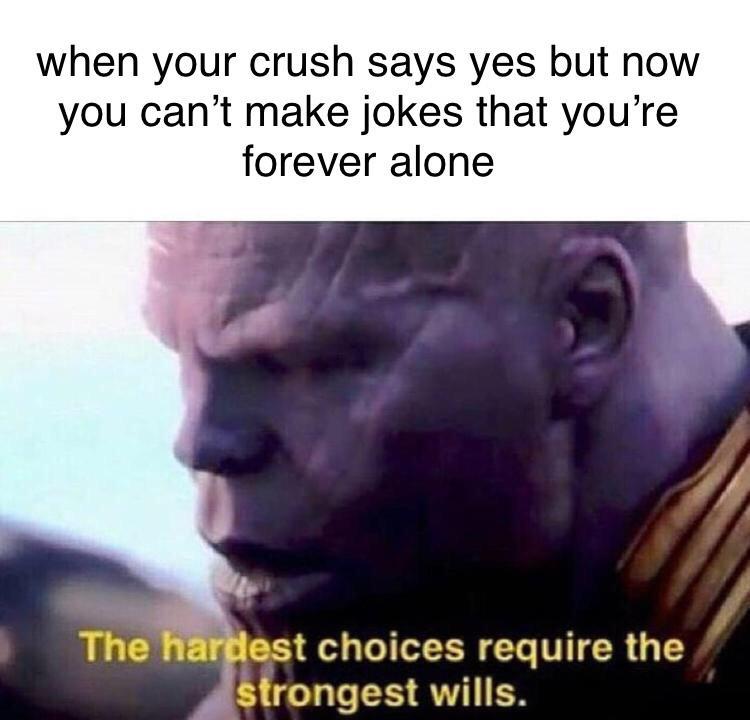 when your crush says yes but now
you can’t make jokes that you’re
forever alone
The hardest choices require the
strongest wills.